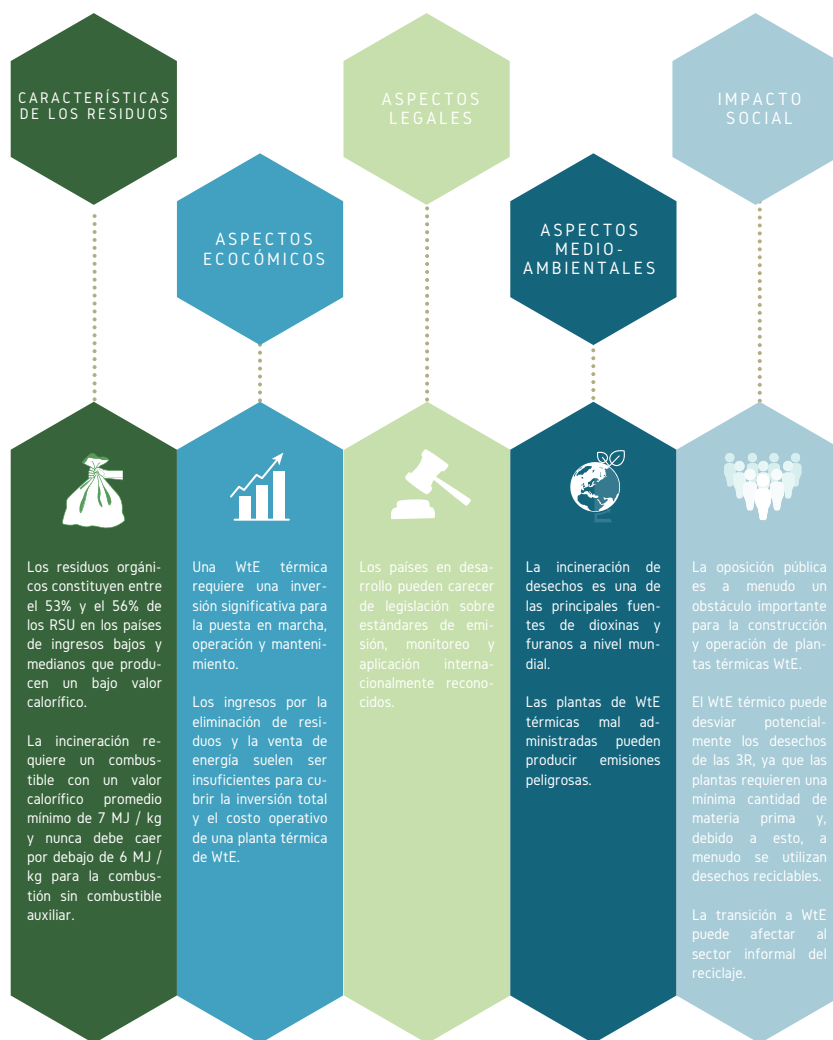 CARACTERÍSTICAS
DE LOS RESIDUOS
ASPECTOS
ECOCÓMICOS
ASPECTOS
LEGALES
ASPECTOS
MEDIO-
AMBIENTALES
IMPACTO
SOCIAL
Los residuos orgáni-
cos constituyen entre
el 53% y el 56% de
los RSU en los países
de ingresos bajos y
medianos que produ-
cen un bajo valor
calorífico.
La incineración re-
quiere un combus-
tible con un valor
calorífico promedio
mínimo de 7 MJ / kg
y nunca debe caer
por debajo de 6 MJ /
kg para la combus-
tión sin combustible
auxiliar.
Una WtE térmica
requiere una inver-
sión significativa para
la puesta en marcha,
operación y manteni-
miento.
Los ingresos por la
eliminación de resi-
duos y la venta de
energía suelen ser
insuficientes para cu-
brir la inversión total
y el costo operativo
de una planta térmica
de WtE.
Los países en desa-
rrollo pueden carecer
de legislación sobre
estándares de emi-
sión, monitoreo y
aplicación interna-
cionalmente recono-
cidos.
La incineración de
desechos es una de
las principales fuen-
tes de dioxinas y
furanos a nivel mun-
dial.
Las plantas de WtE
térmicas mal ad-
ministradas pueden
producir emisiones
peligrosas.
La oposición pública
es a menudo un
obstáculo importante
para la construcción
y operación de plan-
tas térmicas WtE.
El WtE térmico puede
desviar potencial-
mente los desechos
de las 3R, ya que las
plantas requieren una
mínima cantidad de
materia prima y,
debido a esto, a
menudo se utilizan
desechos reciclables.
La transición a WtE
puede afectar al
sector informal del
reciclaje.